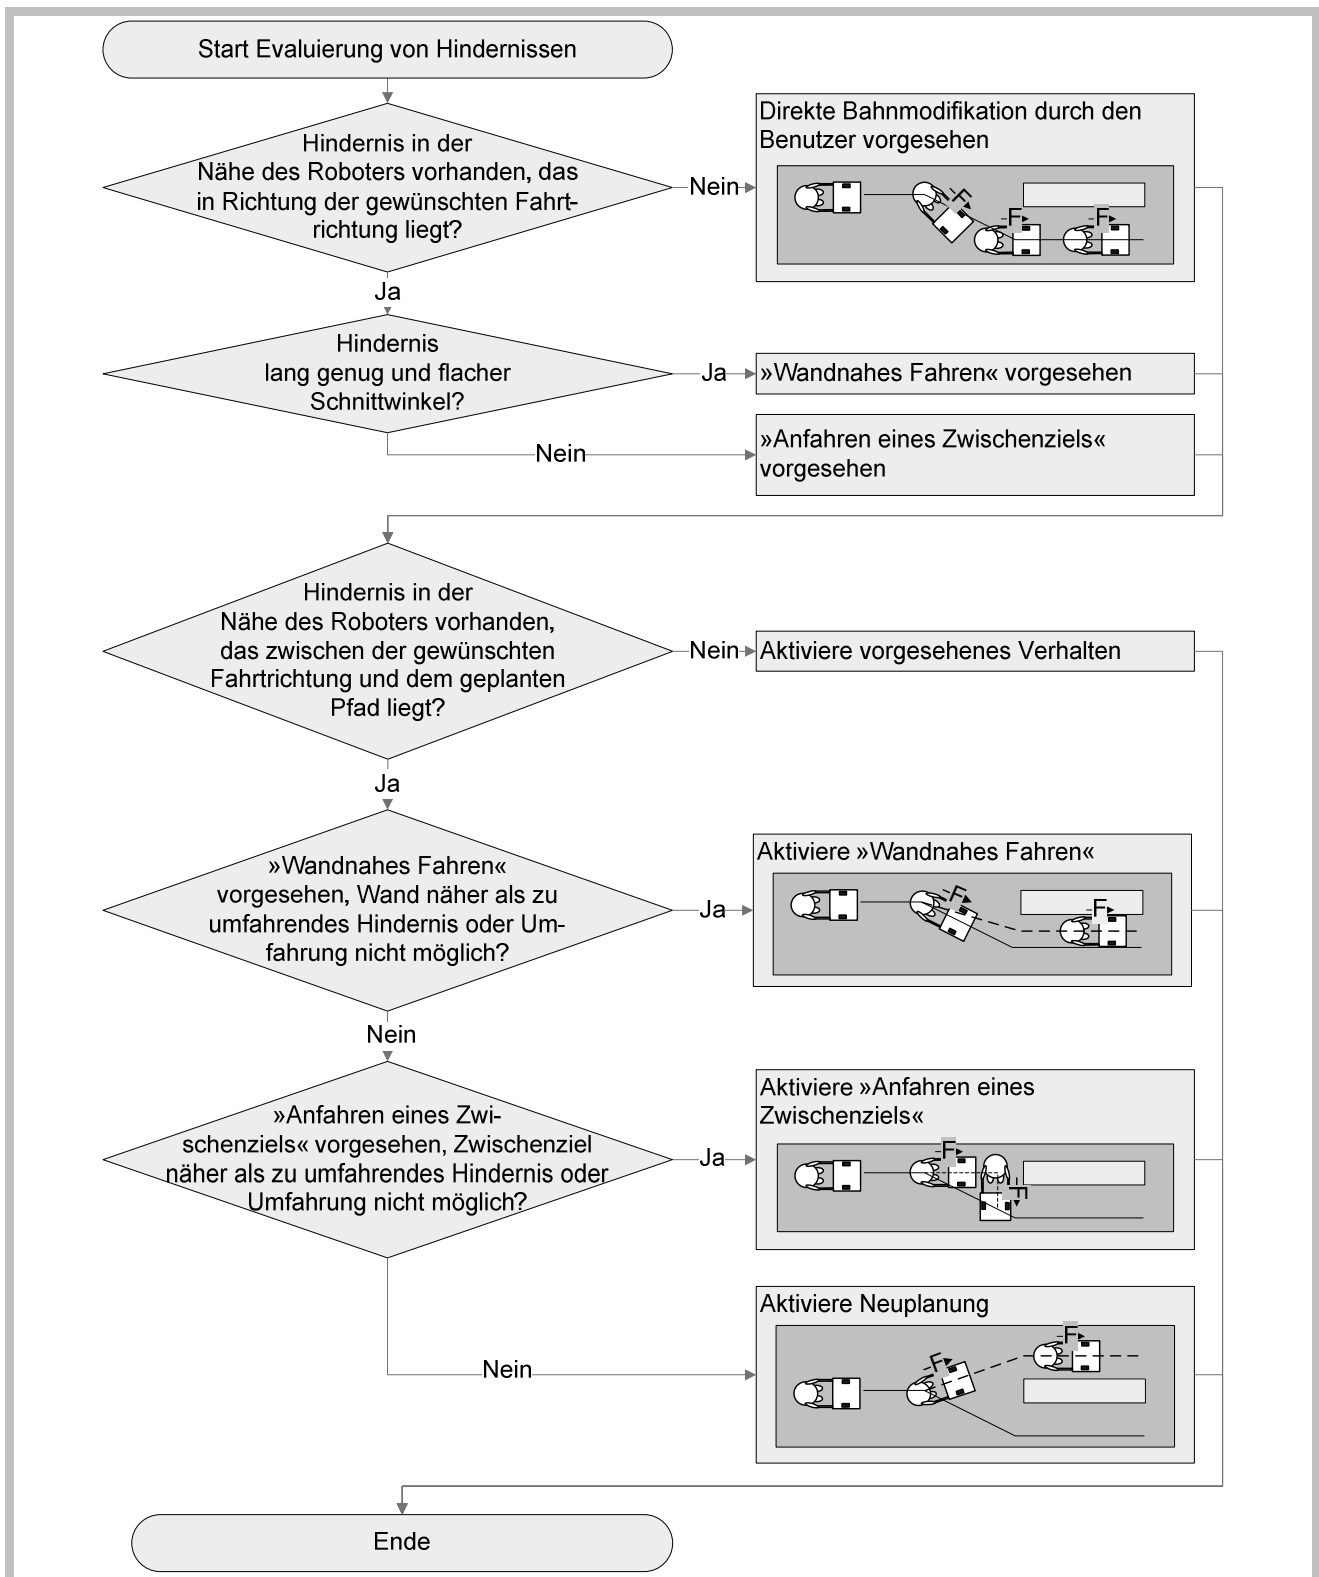 Start Evaluierung von Hindernissen
Hindernis in der
Nähe des Roboters vorhanden, das
in Richtung der gewünschten Fahrt-
richtung liegt?
Nein
Direkte Bahnmodifikation durch den
Benutzer vorgesehen
F
F
F
Ja
Hindernis
lang genug und flacher
Schnittwinkel?
Ja
»Wandnahes Fahren« vorgesehen
Nein
»Anfahren eines Zwischenziels«
vorgesehen
Hindernis in der
Nähe des Roboters vorhanden,
das zwischen der gewünschten
Fahrtrichtung und dem geplanten
Pfad liegt?
Nein
Aktiviere vorgesehenes Verhalten
Ja
»Wandnahes Fahren«
vorgesehen, Wand näher als zu
umfahrendes Hindernis oder Um-
fahrung nicht möglich?
Ja
Aktiviere »Wandnahes Fahren«
F
F
Nein
»Anfahren eines Zwi-
schenziels« vorgesehen, Zwischenziel
näher als zu umfahrendes Hindernis oder
Umfahrung nicht möglich?
Ja
Aktiviere »Anfahren eines
Zwischenziels«
F
F
Nein
Aktiviere Neuplanung
F
F
Ende